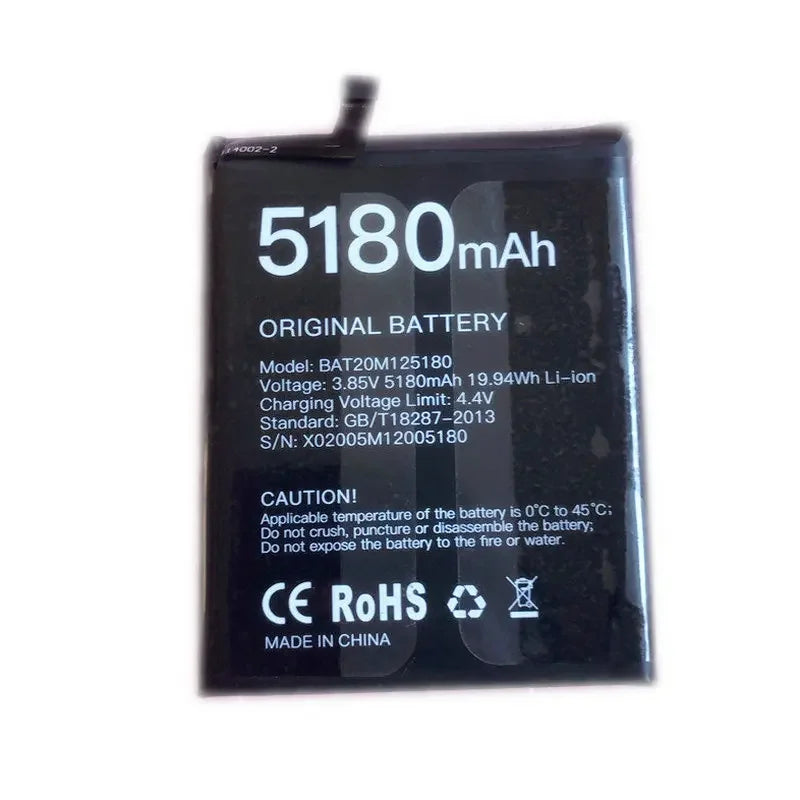 14002-2
5180mAh
ORIGINAL BATTERY
Model: BAT20M125180
Voltage: 3.85V 5180mAh 19.94Wh Li-ion
Charging Voltage Limit: 4.4V
Standard: GB/T18287-2013
S/N: X02005M12005180
CAUTION!
Applicable temperature of the battery is 0°C to 45°C;
Do not crush, puncture or disassemble the battery;
Do not expose the battery to the fire or water.
CE RoHS
MADE IN CHINA